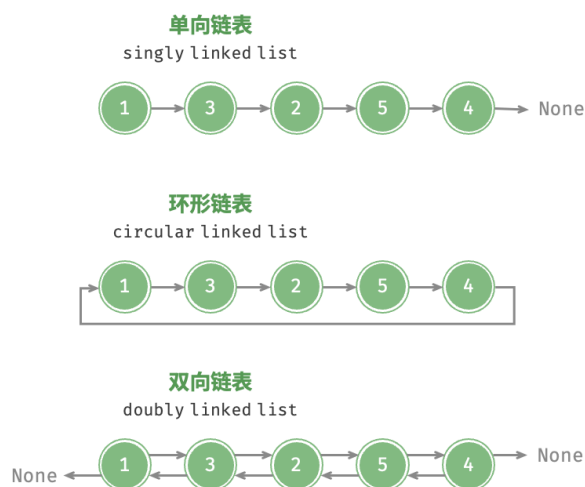 单向链表
singly linked list
1 3 2 5 4 None
环形链表
circular linked list
1 3 2 5 4
双向链表
doubly linked list
None 1 3 2 5 4 None